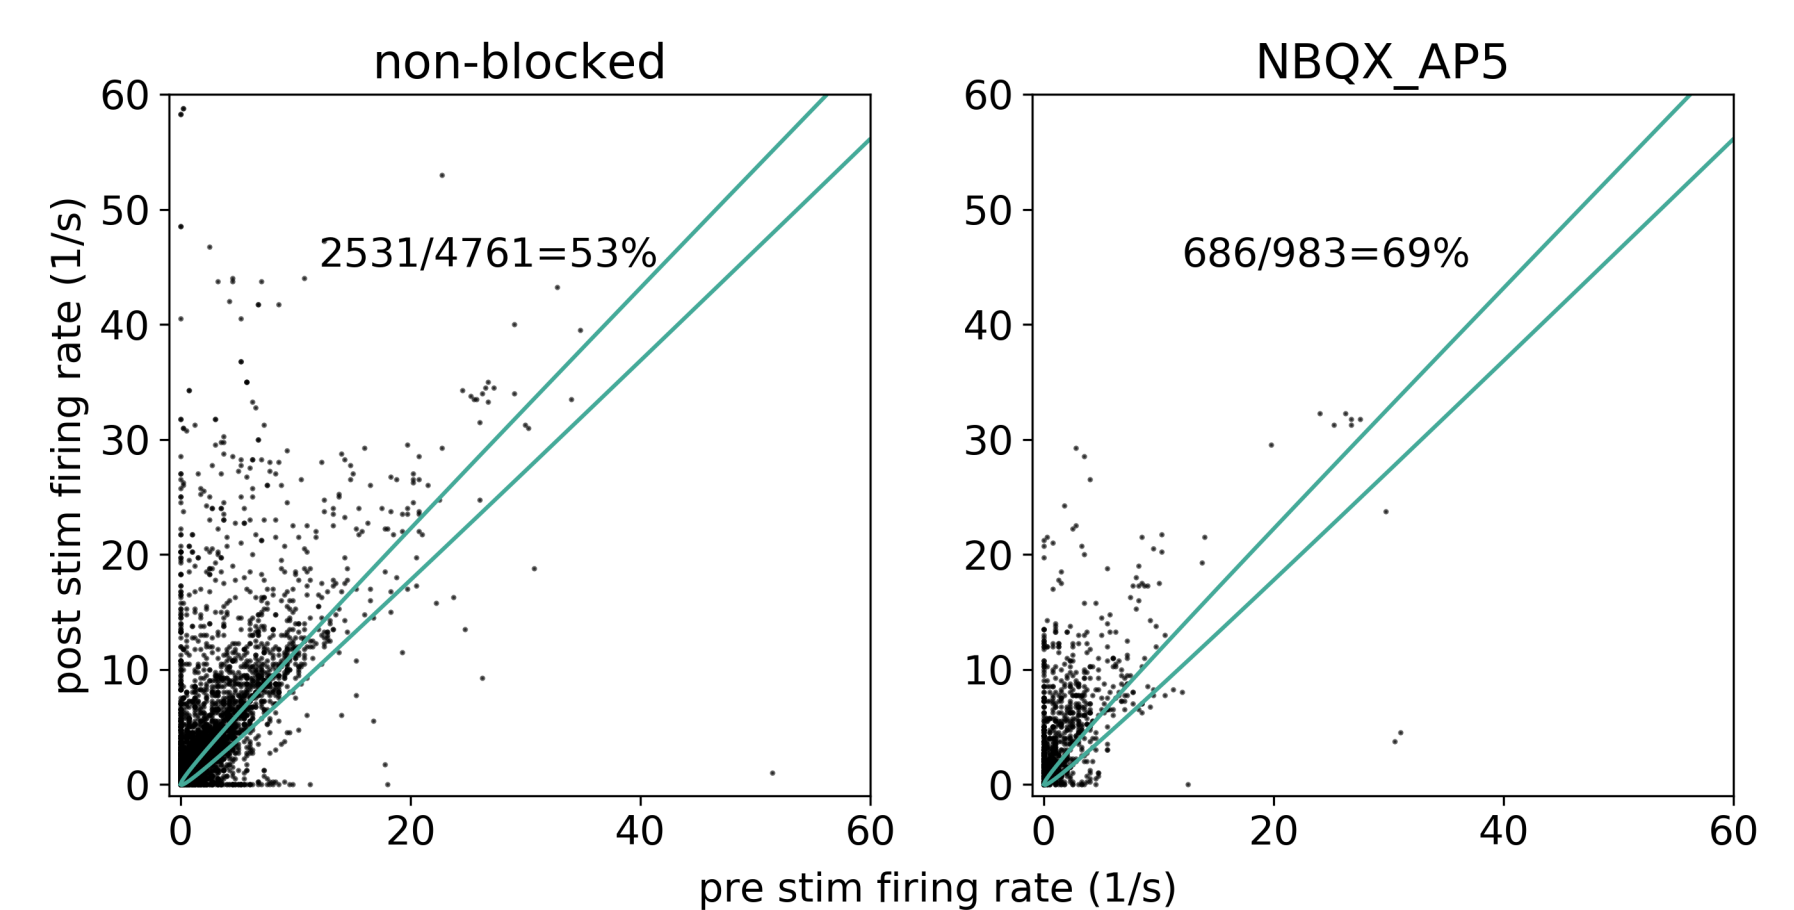 non-blocked
60
50
40
30
20
10
0
0 20 40 60
2531/4761=53%
post stim firing rate (1/s)
NBQX_AP5
60
50
40
30
20
10
0
0 20 40 60
686/983=69%
pre stim firing rate (1/s)